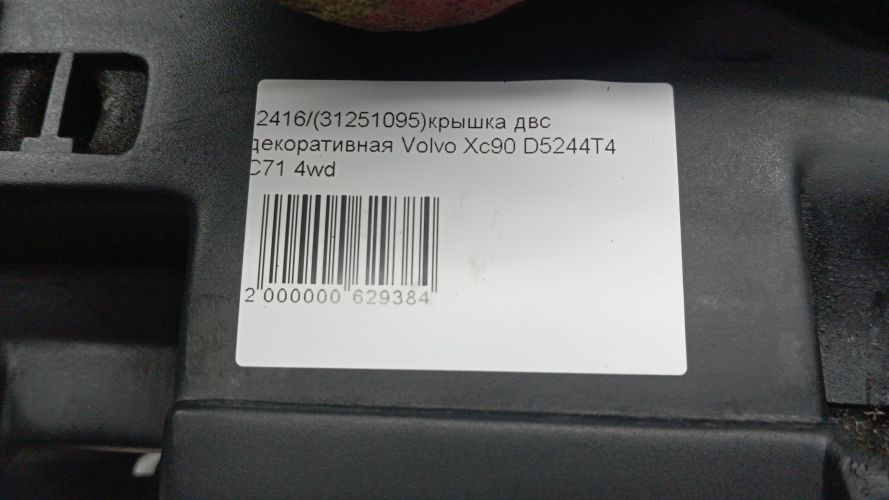 2416/(31251095)крышка двс
декоративная Volvo Xc90 D5244T4
C71 4wd
2 000000 629384